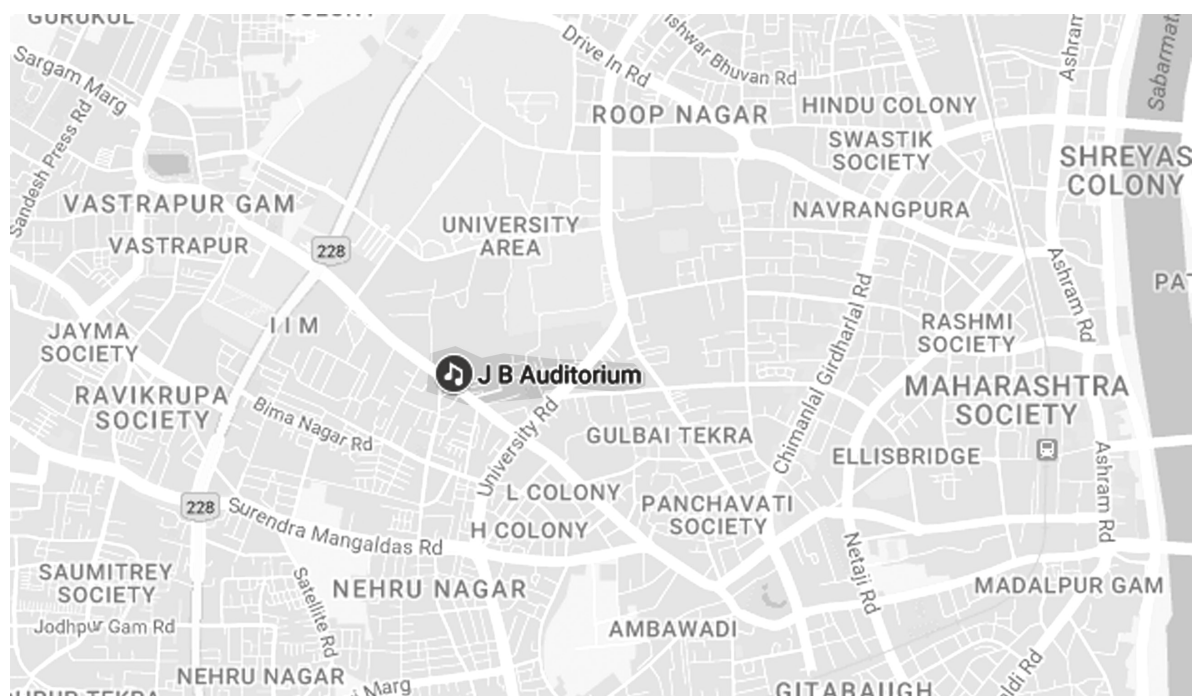 GURUKUL
Sargam Marg
Sandesh Press Rd
Drive In Rd
Ishwar Bhuvan Rd
Ashram
Sabarmati
ROOP NAGAR
HINDU COLONY
SWASTIK
SOCIETY
SHREYAS
COLONY
VASTRAPUR GAM
VASTRAPUR
228
UNIVERSITY
AREA
NAVRANGPURA
Ashram Rd
JAYMA
SOCIETY
I I M
RASHMI
SOCIETY
RAVIKRUPA
SOCIETY
J B Auditorium
Chimanlal Girdharlal Rd
MAHARASHTRA
SOCIETY
Bima Nagar Rd
University Rd
GULBAI TEKRA
ELLISBRIDGE
Ashram Rd
228
Surendra Mangaldas Rd
L COLONY
H COLONY
PANCHAVATI
SOCIETY
Netaji Rd
SAUMITREY
SOCIETY
Satellite Rd
NEHRU NAGAR
MADALPUR GAM
Jodhpur Gam Rd
AMBAWADI
NEHRU NAGAR
Marg
GITABAUGH